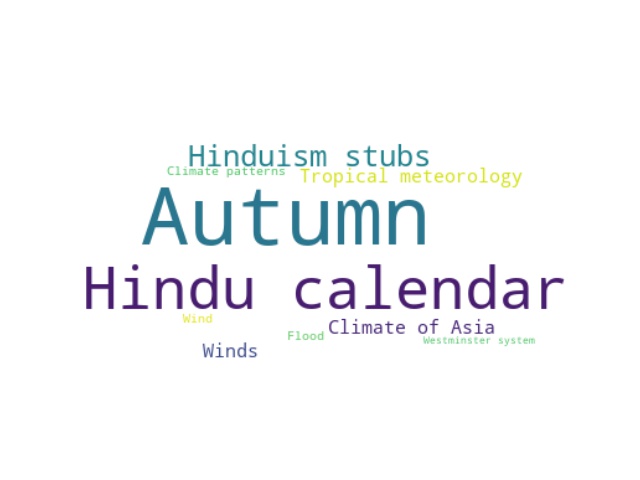 Hinduism stubs
Climate patterns
Tropical meteorology
Autumn
Hindu calendar
Wind
Climate of Asia
Flood
Westminster system
Winds